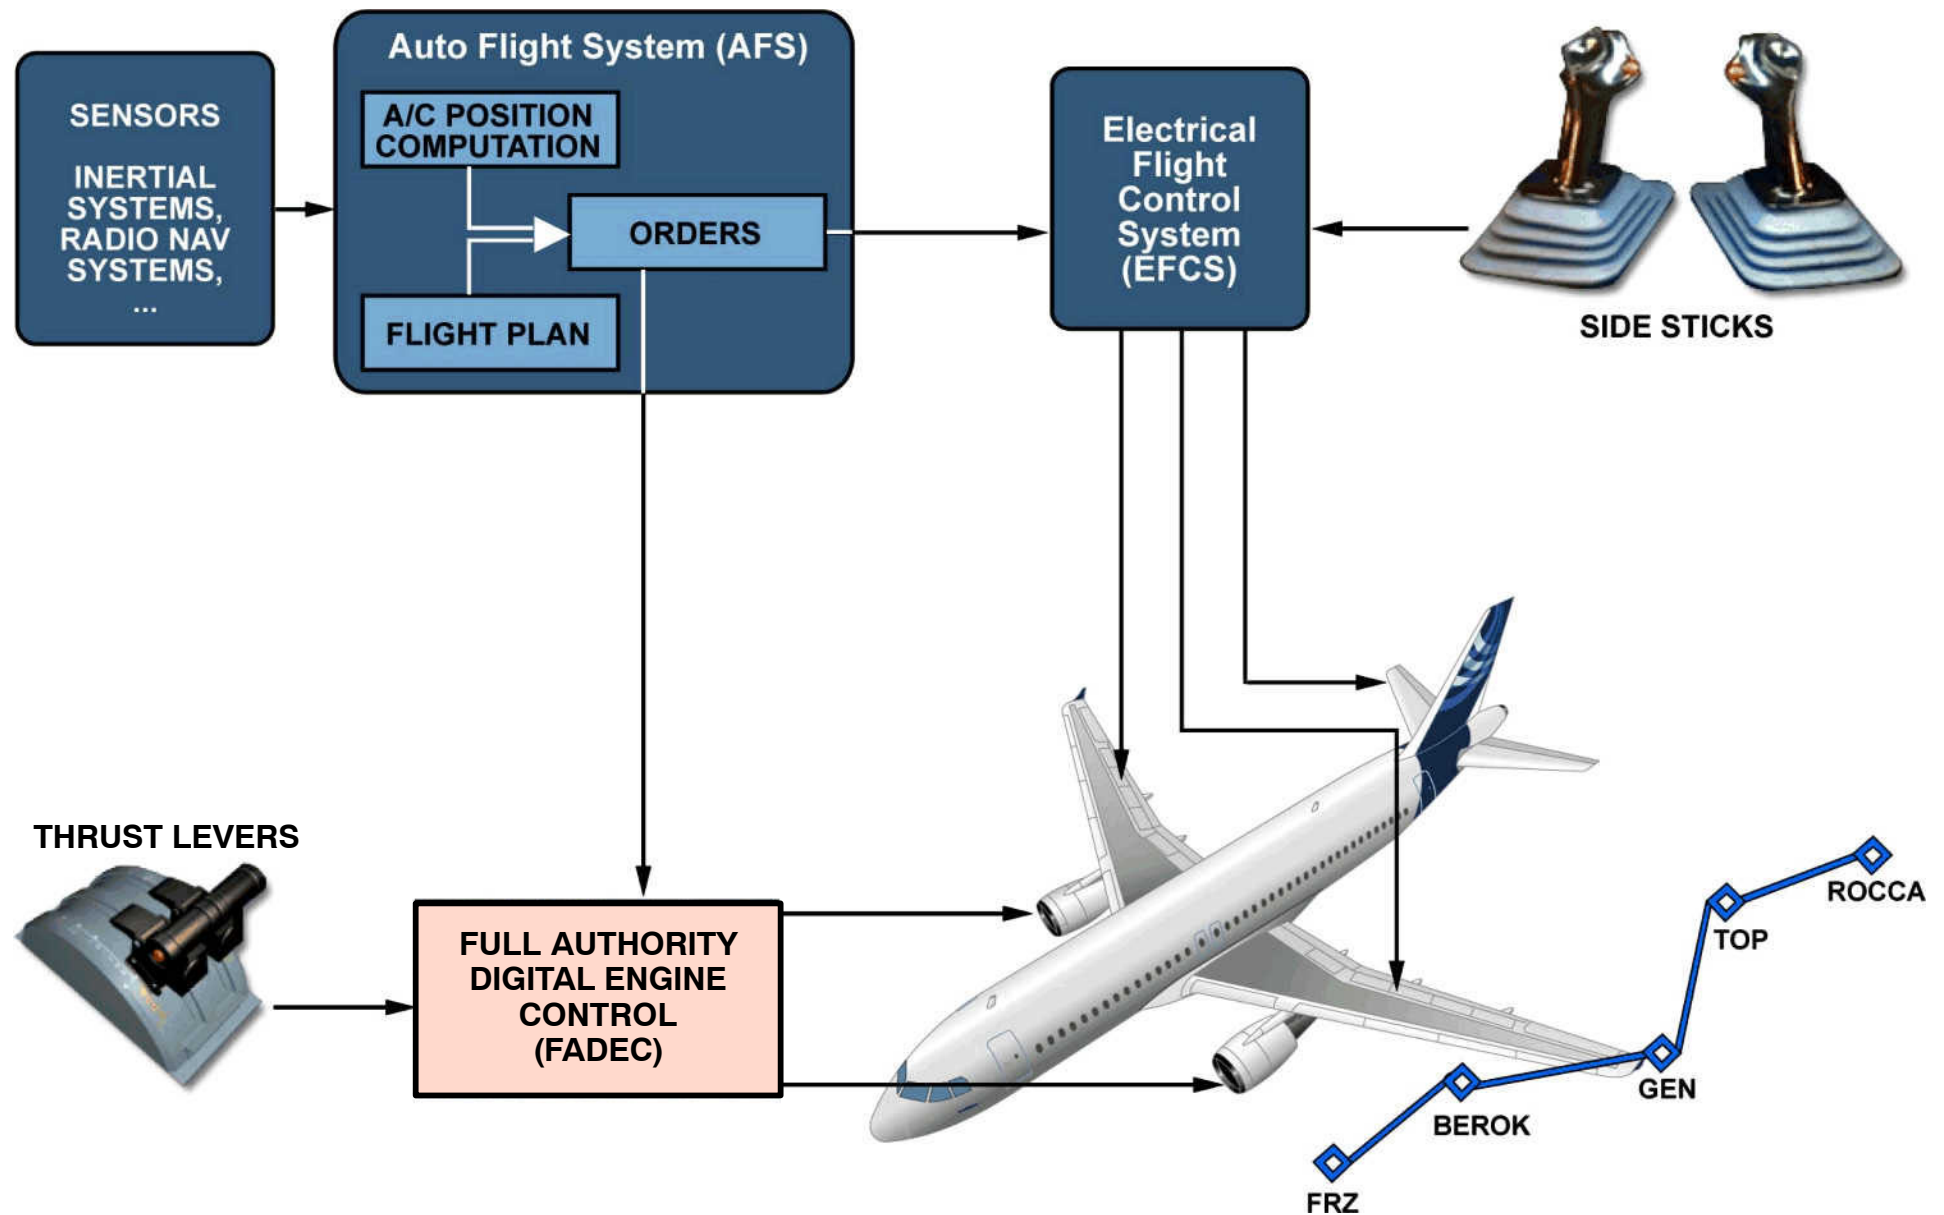 Auto Flight System (AFS)
SENSORS
INERTIAL
SYSTEMS,
RADIO NAV
SYSTEMS,
...
A/C POSITION
COMPUTATION
ORDERS
FLIGHT PLAN
Electrical
Flight
Control
System
(EFCS)
SIDE STICKS
THRUST LEVERS
FULL AUTHORITY
DIGITAL ENGINE
CONTROL
(FADEC)
ROCCA
TOP
GEN
BEROK
FRZ